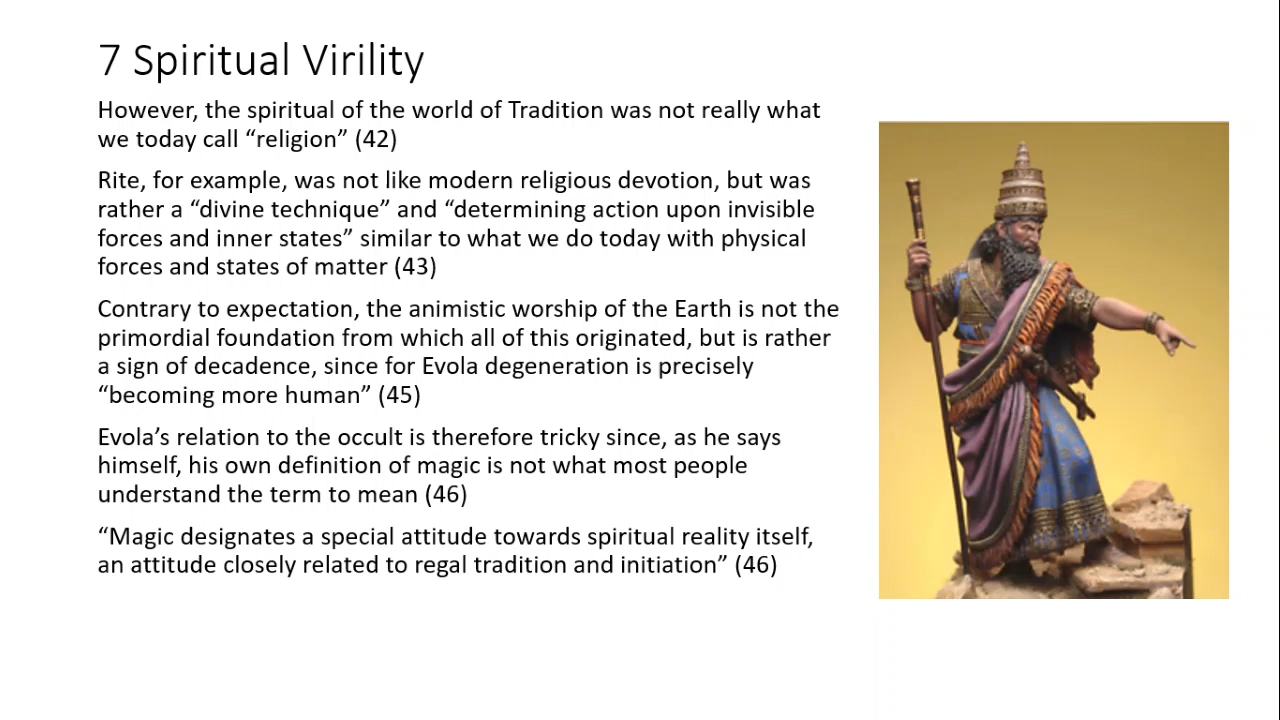 7 Spiritual Virility
However, the spiritual of the world of Tradition was not really what
we today call “religion” (42)
Rite, for example, was not like modern religious devotion, but was
rather a “divine technique” and “determining action upon invisible
forces and inner states” similar to what we do today with physical
forces and states of matter (43)
Contrary to expectation, the animistic worship of the Earth is not the
primordial foundation from which all of this originated, but is rather
a sign of decadence, since for Evola degeneration is precisely
“becoming more human” (45)
Evola’s relation to the occult is therefore tricky since, as he says
himself, his own definition of magic is not what most people
understand the term to mean (46)
“Magic designates a special attitude towards spiritual reality itself,
an attitude closely related to regal tradition and initiation” (46)